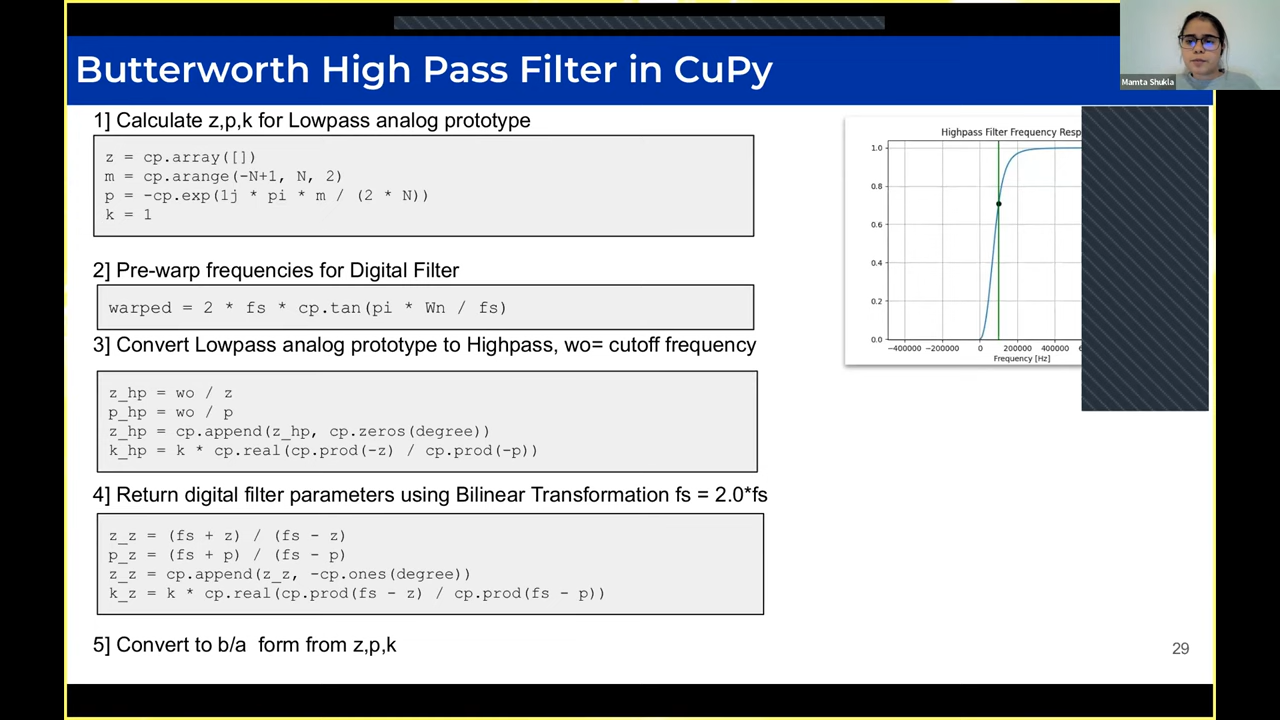 Butterworth High Pass Filter in CuPy
Mamta Shukla
1] Calculate z,p,k for Lowpass analog prototype
z = cp.array([])
m = cp.arange(-N+1, N, 2)
p = -cp.exp(1j * pi * m / (2 * N))
k = 1
2] Pre-warp frequencies for Digital Filter
warped = 2 * fs * cp.tan(pi * Wn / fs)
3] Convert Lowpass analog prototype to Highpass, wo= cutoff frequency
z_hp = wo / z
p_hp = wo / p
z_hp = cp.append(z_hp, cp.zeros(degree))
k_hp = k * cp.real(cp.prod(-z) / cp.prod(-p))
4] Return digital filter parameters using Bilinear Transformation fs = 2.0*fs
z_z = (fs + z) / (fs - z)
p_z = (fs + p) / (fs - p)
z_z = cp.append(z_z, -cp.ones(degree))
k_z = k * cp.real(cp.prod(fs - z) / cp.prod(fs - p))
5] Convert to b/a form from z,p,k
Highpass Filter Frequency Resp
1.0
0.8
0.6
0.4
0.2
0.0
−400000 −200000 0 200000 400000
Frequency [Hz]
29